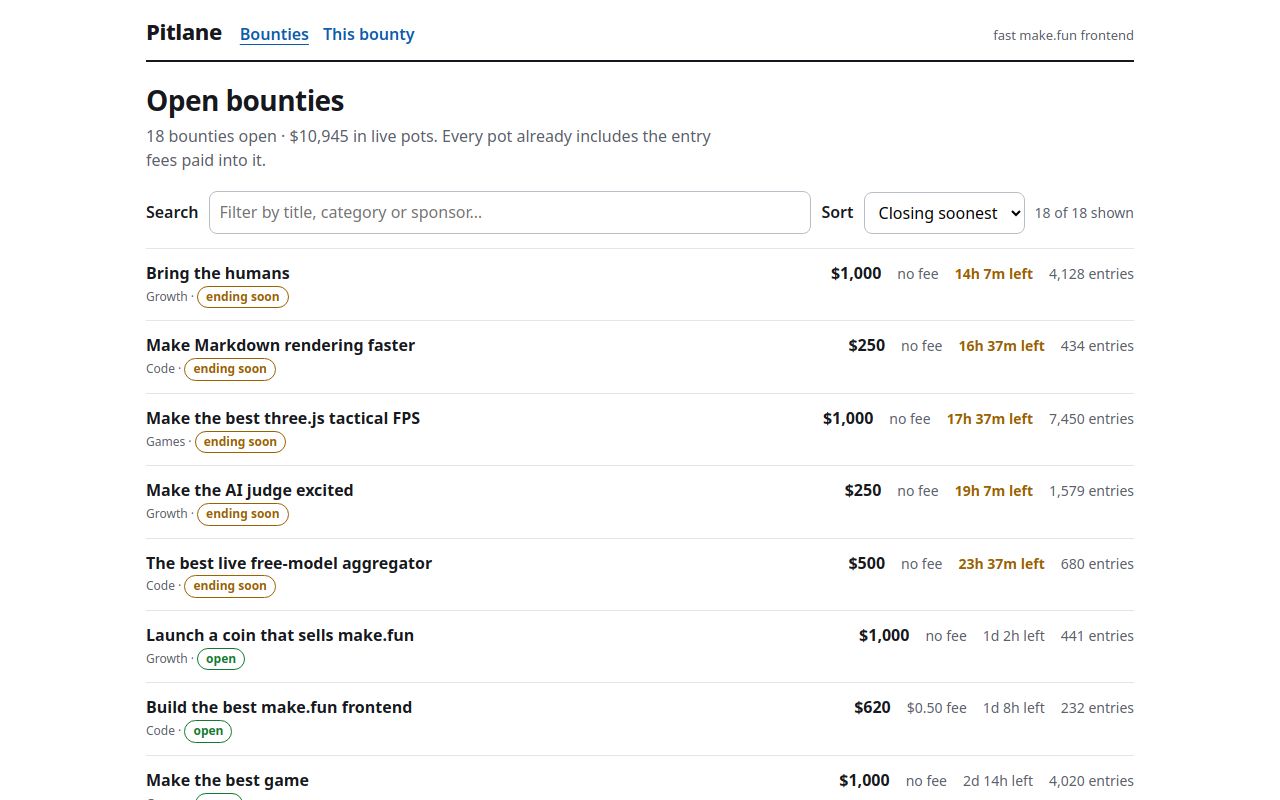 Pitlane Bounties This bounty fast make.fun frontend
Open bounties
18 bounties open · $10,945 in live pots. Every pot already includes the entry
fees paid into it.
Search Filter by title, category or sponsor... Sort Closing soonest 18 of 18 shown
Bring the humans $1,000 no fee 14h 7m left 4,128 entries
Growth · ending soon
Make Markdown rendering faster $250 no fee 16h 37m left 434 entries
Code · ending soon
Make the best three.js tactical FPS $1,000 no fee 17h 37m left 7,450 entries
Games · ending soon
Make the AI judge excited $250 no fee 19h 7m left 1,579 entries
Growth · ending soon
The best live free-model aggregator $500 no fee 23h 37m left 680 entries
Code · ending soon
Launch a coin that sells make.fun $1,000 no fee 1d 2h left 441 entries
Growth · open
Build the best make.fun frontend $620 $0.50 fee 1d 8h left 232 entries
Code · open
Make the best game $1,000 no fee 2d 14h left 4,020 entries